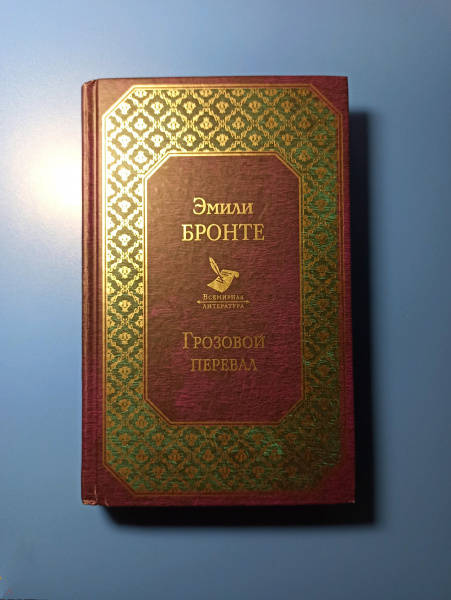 Эмили
БРОНТЕ
Всемирная
литература
Грозовой
перевал